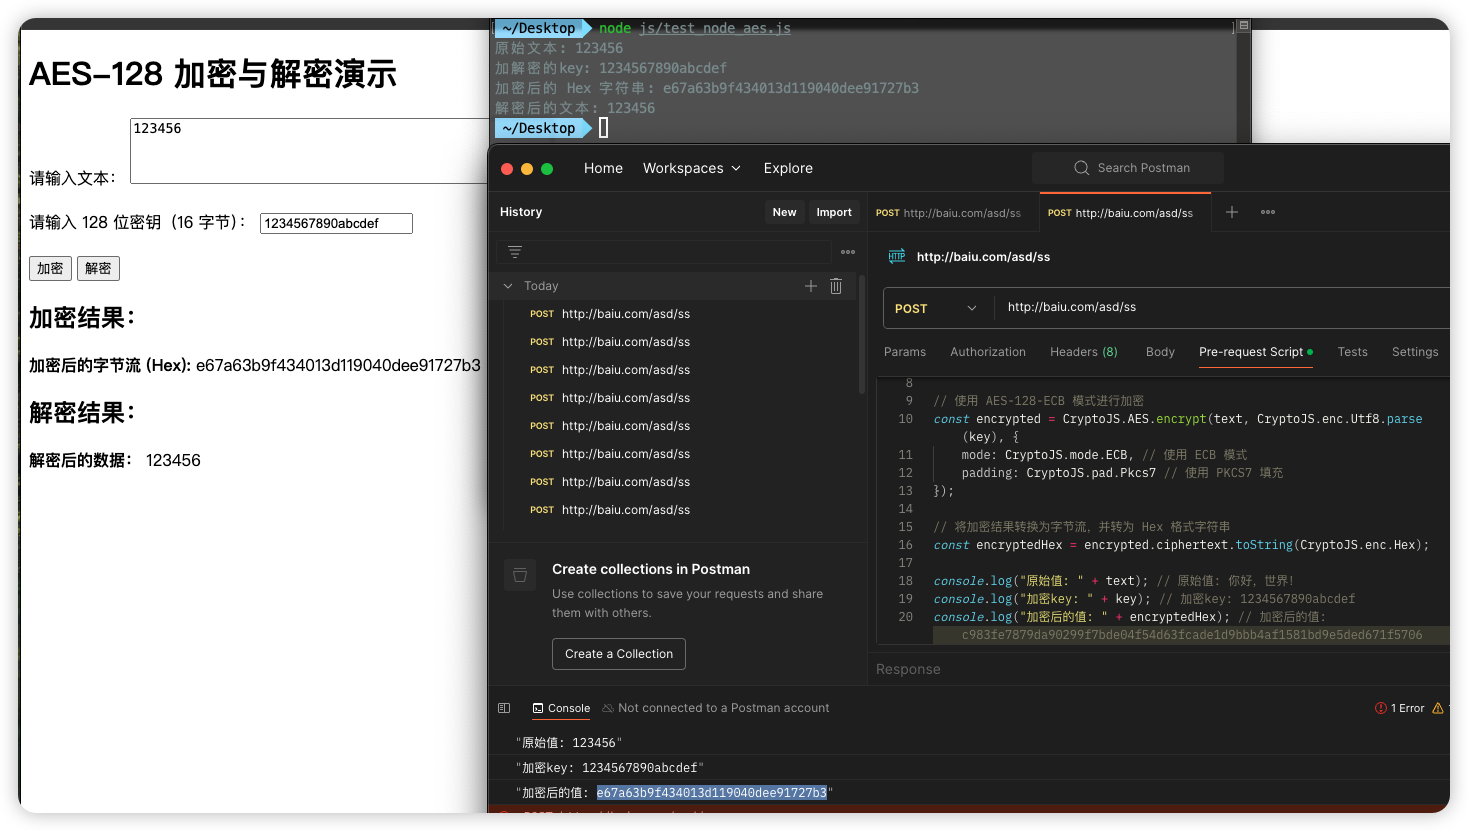 AES-128 加密与解密演示
请输入文本：
123456
请输入 128 位密钥（16 字节）：
1234567890abcdef
加密 解密
加密结果：
加密后的字节流 (Hex): e67a63b9f434013d119040dee91727b3
解密结果：
解密后的数据： 123456
~/Desktop node js/test_node_aes.js
原始文本: 123456
加解密的key: 1234567890abcdef
加密后的 Hex 字符串: e67a63b9f434013d119040dee91727b3
解密后的文本: 123456
~/Desktop
Home Workspaces Explore Search Postman
History New Import
Today
POST http://baiu.com/asd/ss
POST http://baiu.com/asd/ss
POST http://baiu.com/asd/ss
POST http://baiu.com/asd/ss
POST http://baiu.com/asd/ss
POST http://baiu.com/asd/ss
POST http://baiu.com/asd/ss
POST http://baiu.com/asd/ss
Create collections in Postman
Use collections to save your requests and share
them with others.
Create a Collection
POST http://baiu.com/asd/ss POST http://baiu.com/asd/ss
HTTP http://baiu.com/asd/ss
POST http://baiu.com/asd/ss
Params Authorization Headers (8) Body Pre-request Script Tests Settings
8
9 // 使用 AES-128-ECB 模式进行加密
10 const encrypted = CryptoJS.AES.encrypt(text, CryptoJS.enc.Utf8.parse
(key), {
11 mode: CryptoJS.mode.ECB, // 使用 ECB 模式
12 padding: CryptoJS.pad.Pkcs7 // 使用 PKCS7 填充
13 });
14
15 // 将加密结果转换为字节流，并转为 Hex 格式字符串
16 const encryptedHex = encrypted.ciphertext.toString(CryptoJS.enc.Hex);
17
18 console.log("原始值: " + text); // 原始值: 你好，世界!
19 console.log("加密key: " + key); // 加密key: 1234567890abcdef
20 console.log("加密后的值: " + encryptedHex); // 加密后的值:
c983fe7879da90299f7bde04f54d63fcade1d9bbb4af1581bd9e5ded671f5706
Response
Console Not connected to a Postman account 1 Error
"原始值: 123456"
"加密key: 1234567890abcdef"
"加密后的值: e67a63b9f434013d119040dee91727b3"